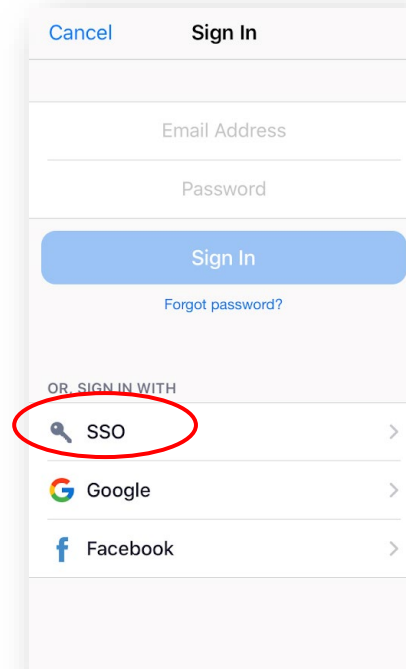 Cancel Sign In
Email Address
Password
Sign In
Forgot password?
OR, SIGN IN WITH
SSO
Google
Facebook